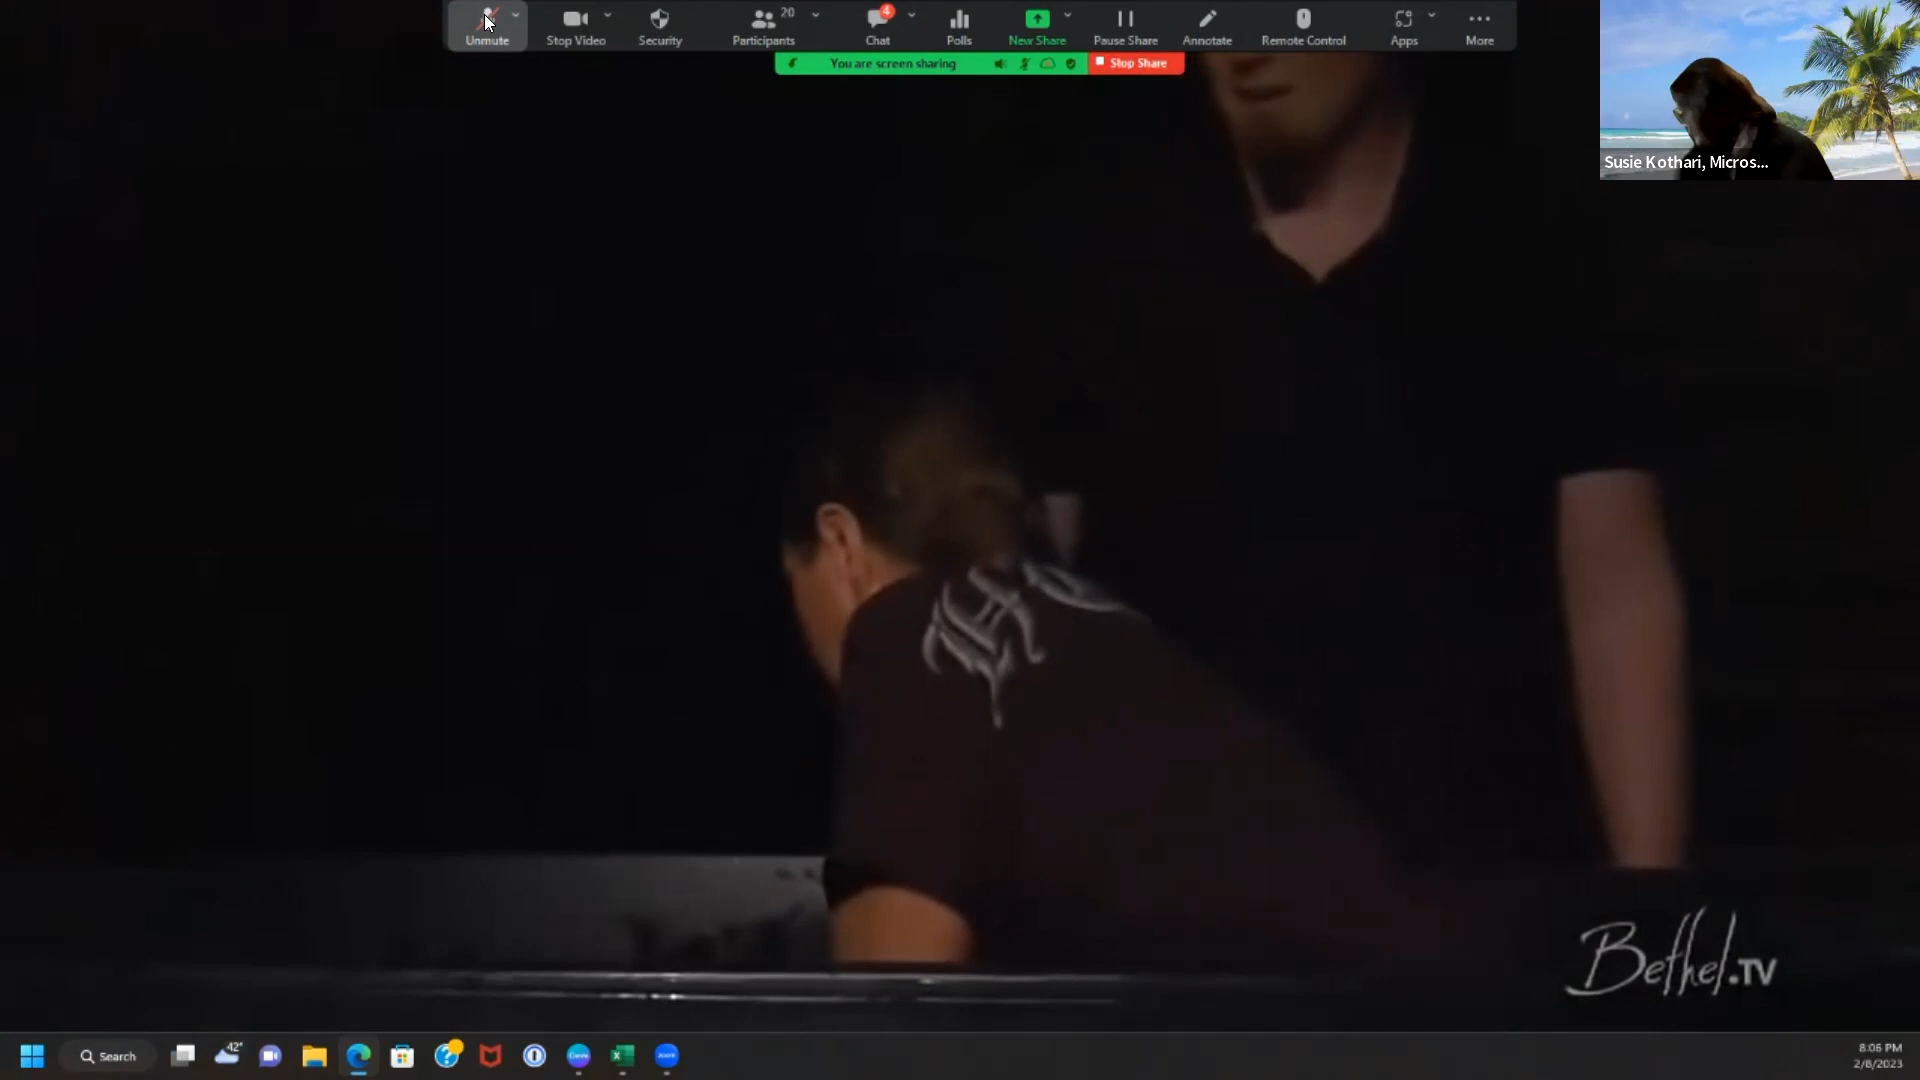 Unmute
Stop Video
Security
Participants
20
Chat
4
Polls
New Share
Pause Share
Annotate
Remote Control
Apps
More
You are screen sharing
Stop Share
Susie Kothari, Micros...
Bethel.TV
42°
Search
zoom
8:06 PM
2/8/2023